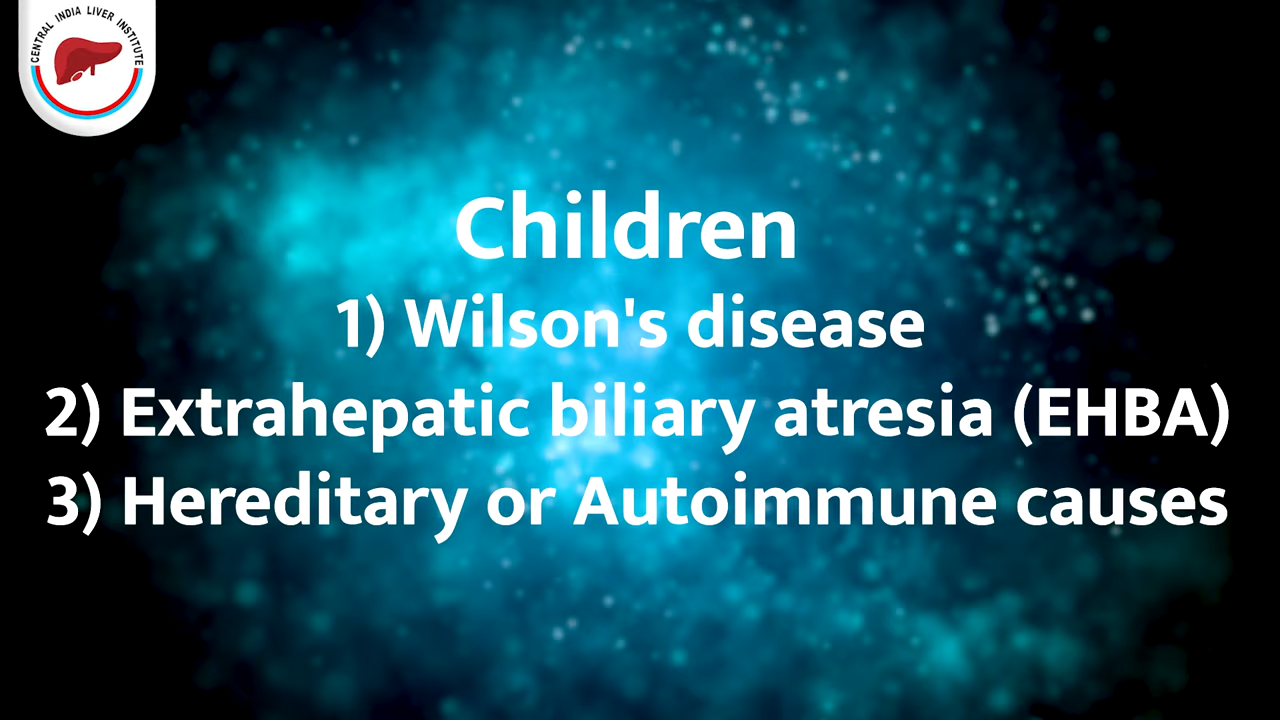 CENTRAL INDIA LIVER INSTITUTE
Children
1) Wilson's disease
2) Extrahepatic biliary atresia (EHBA)
3) Hereditary or Autoimmune causes